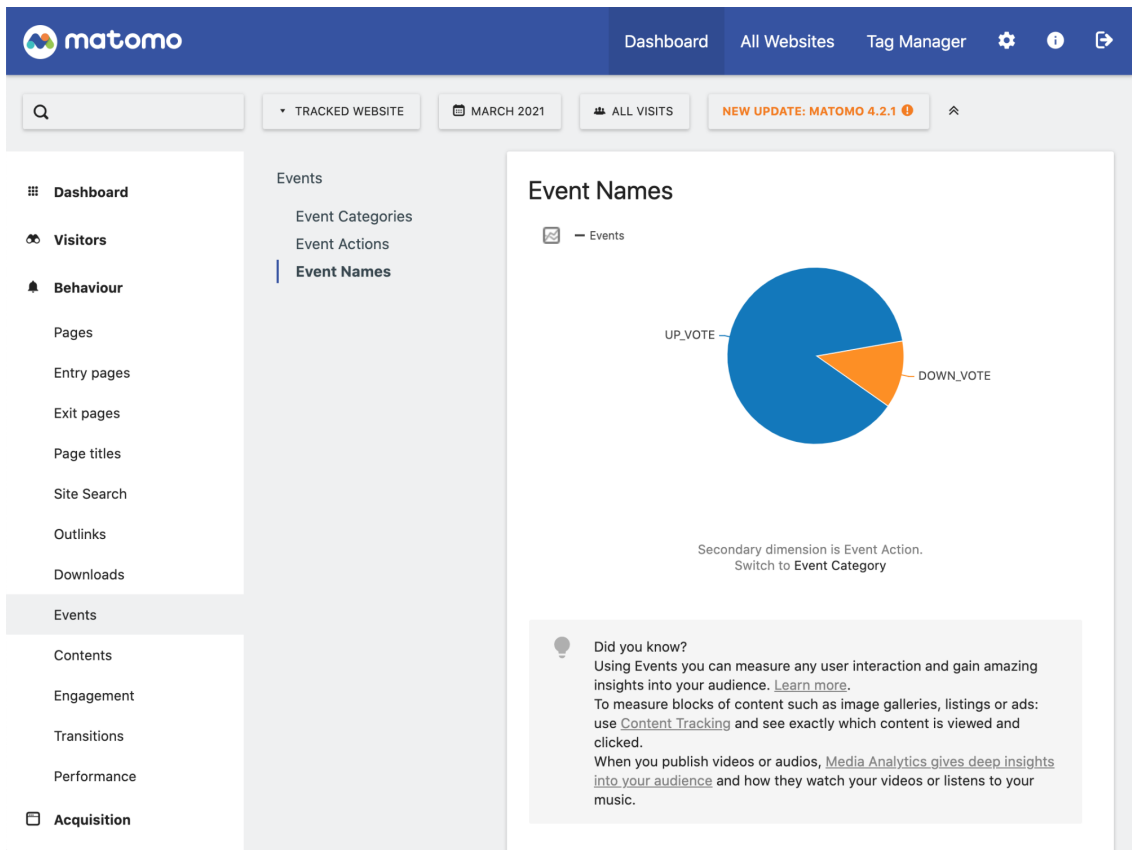 matomo
Dashboard All Websites Tag Manager
TRACKED WEBSITE MARCH 2021 ALL VISITS NEW UPDATE: MATOMO 4.2.1
Dashboard
Visitors
Behaviour
Pages
Entry pages
Exit pages
Page titles
Site Search
Outlinks
Downloads
Events
Contents
Engagement
Transitions
Performance
Acquisition
Events
Event Categories
Event Actions
Event Names
Event Names
Events
UP_VOTE
DOWN_VOTE
Secondary dimension is Event Action.
Switch to Event Category
Did you know?
Using Events you can measure any user interaction and gain amazing
insights into your audience. Learn more.
To measure blocks of content such as image galleries, listings or ads:
use Content Tracking and see exactly which content is viewed and
clicked.
When you publish videos or audios, Media Analytics gives deep insights
into your audience and how they watch your videos or listens to your
music.